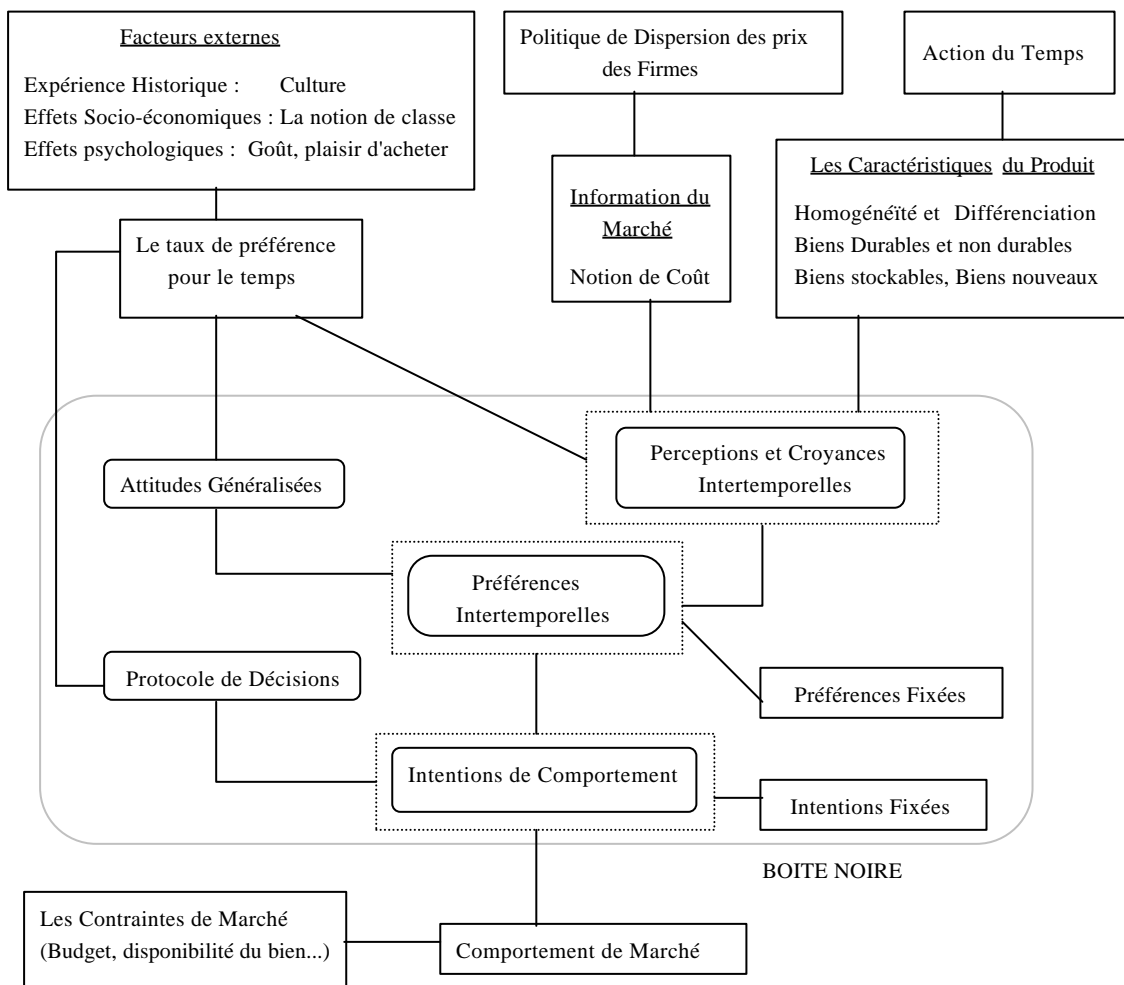 Facteurs externes
Expérience Historique : Culture
Effets Socio-économiques : La notion de classe
Effets psychologiques : Goût, plaisir d'acheter
Politique de Dispersion des prix
des Firmes
Action du Temps
Information du
Marché
Notion de Coût
Les Caractéristiques du Produit
Homogénéïté et Différenciation
Biens Durables et non durables
Biens stockables, Biens nouveaux
Le taux de préférence
pour le temps
Perceptions et Croyances
Intertemporelles
Attitudes Généralisées
Préférences
Intertemporelles
Protocole de Décisions
Préférences Fixées
Intentions de Comportement
Intentions Fixées
BOITE NOIRE
Les Contraintes de Marché
(Budget, disponibilité du bien...)
Comportement de Marché